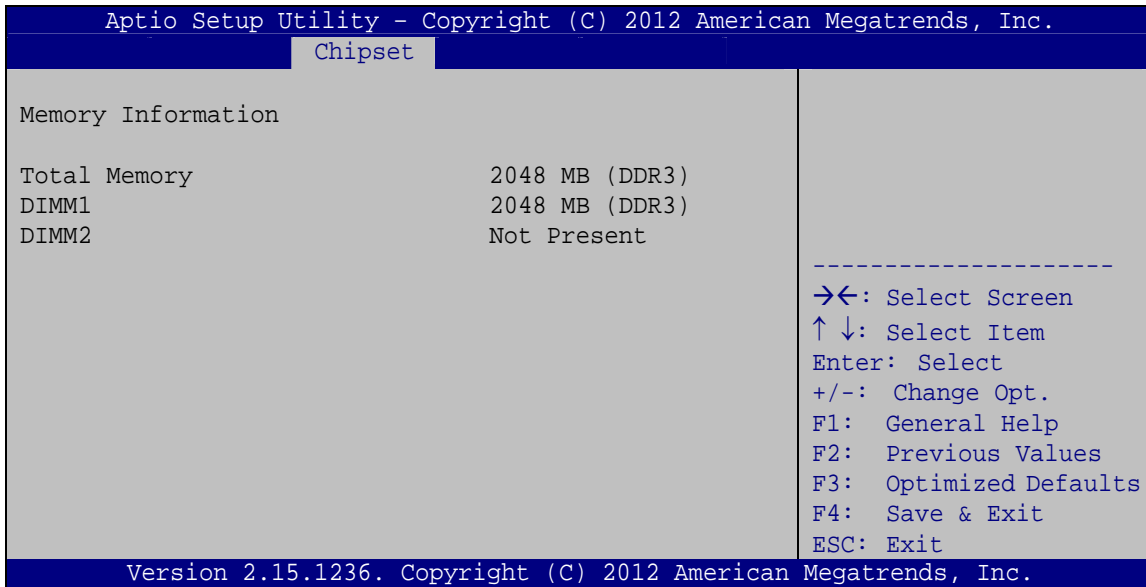 Aptio Setup Utility – Copyright (C) 2012 American Megatrends, Inc.
Chipset
Memory Information
Total Memory 2048 MB (DDR3)
DIMM1 2048 MB (DDR3)
DIMM2 Not Present
---------------------
→←: Select Screen
↑ ↓: Select Item
Enter: Select
+/-: Change Opt.
F1: General Help
F2: Previous Values
F3: Optimized Defaults
F4: Save & Exit
ESC: Exit
Version 2.15.1236. Copyright (C) 2012 American Megatrends, Inc.